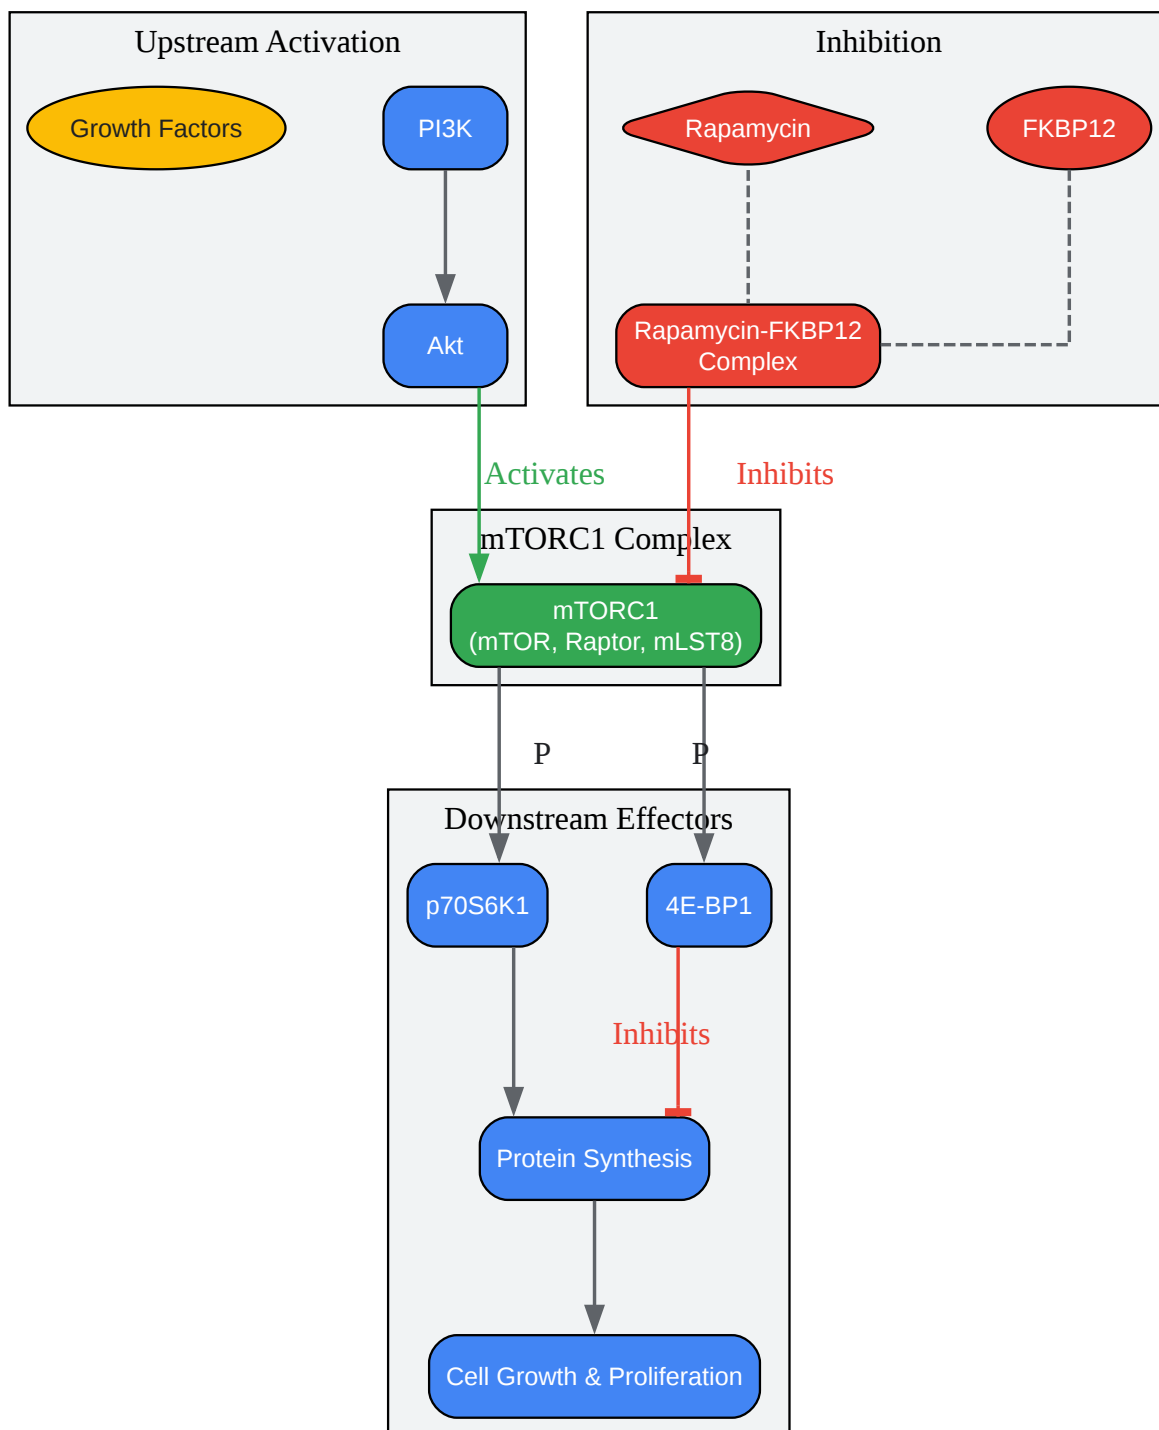 Upstream Activation
Inhibition
Growth Factors
PI3K
Rapamycin
FKBP12
Akt
Rapamycin-FKBP12
Complex
Activates
Inhibits
mTORC1 Complex
mTORC1
(mTOR, Raptor, mLST8)
P
P
Downstream Effectors
p70S6K1
4E-BP1
Inhibits
Protein Synthesis
Cell Growth & Proliferation